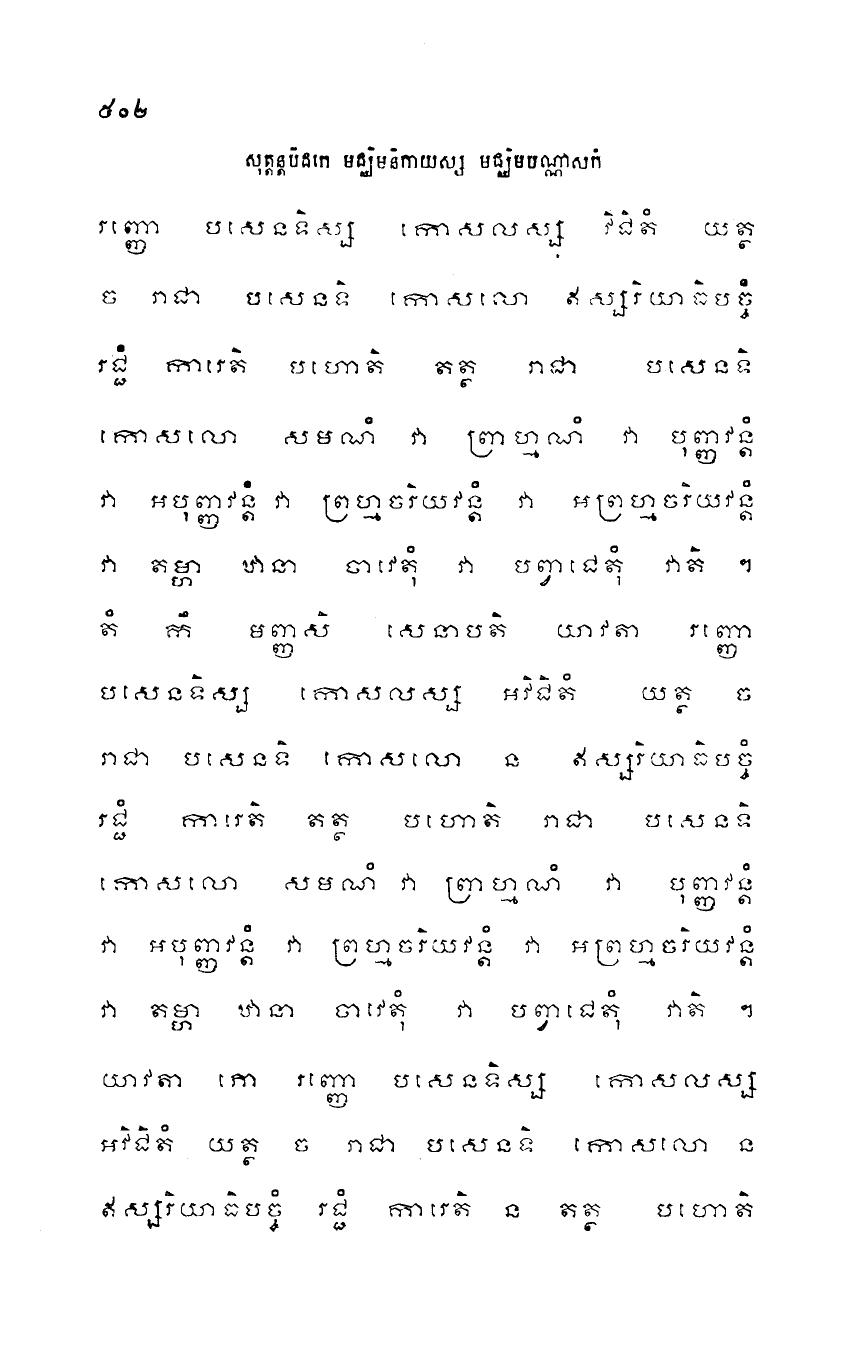 ៥០២
សុត្តន្តបិដកេ មជ្ឈិមនិកាយស្ស មជ្ឈិមបណ្ណាសកំ
រញ្ញោ បសេនទិស្ស កោសលស្ស វិជិតំ យត្ថ
ច រាជា បសេនទិ កោសលោ ឥស្សរិយាធិបច្ចំ
រជ្ជំ ការេតិ បហោតិ តត្ថ រាជា បសេនទិ
កោសលោ សមណំ វា ព្រាហ្មណំ វា បុញ្ញវន្តំ
វា អបុញ្ញវន្តំ វា ព្រហ្មចរិយវន្តំ វា អព្រហ្មចរិយវន្តំ
វា តម្ហា ឋានា ចាវេតុំ វា បញ្វាជេតុំ វាតិ ។
តំ កឹ មញ្ញសិ សេនាបតិ យាវតា រញ្ញោ
បសេនទិស្ស កោសលស្ស អវិជិតំ យត្ថ ច
រាជា បសេនទិ កោសលោ ន ឥស្សរិយាធិបច្ចំ
រជ្ជំ ការេតិ តត្ថ បហោតិ រាជា បសេនទិ
កោសលោ សមណំ វា ព្រាហ្មណំ វា បុញ្ញវន្តំ
វា អបុញ្ញវន្តំ វា ព្រហ្មចរិយវន្តំ វា អព្រហ្មចរិយវន្តំ
វា តម្ហា ឋានា ចាវេតុំ វា បញ្វាជេតុំ វាតិ ។
យាវតា ភោ រញ្ញោ បសេនទិស្ស កោសលស្ស
អវិជិតំ យត្ថ ច រាជា បសេនទិ កោសលោ ន
ឥស្សរិយាធិបច្ចំ រជ្ជំ ការេតិ ន តត្ថ បហោតិ